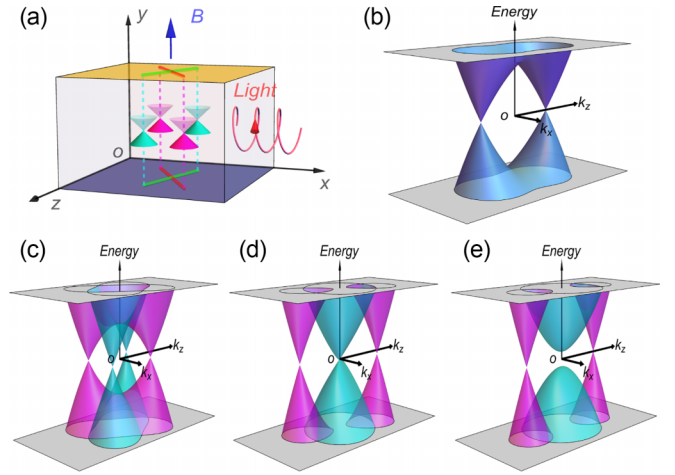 (a)
y
B
Light
O
z
x
(b)
Energy
k_z
o
k_x
(c)
Energy
k_z
o
k_x
(d)
Energy
k_z
o
k_x
(e)
Energy
k_z
o
k_x